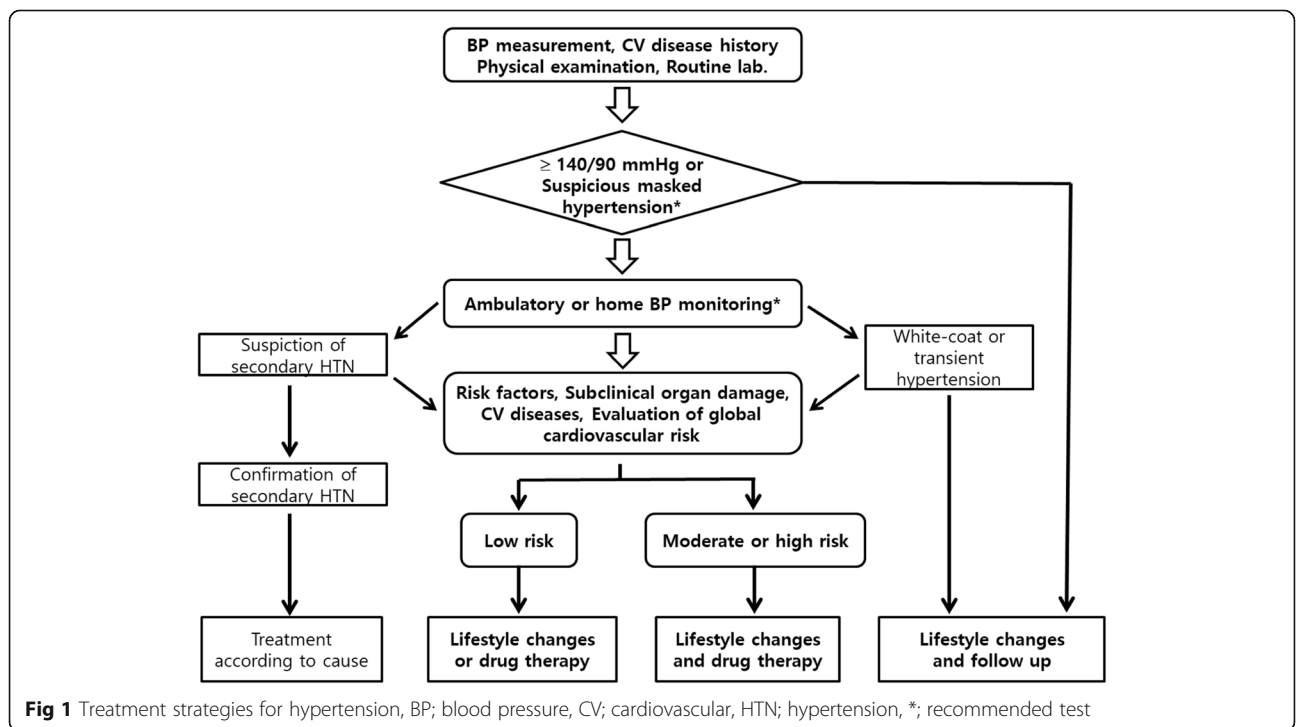 BP measurement, CV disease history
Physical examination, Routine lab.
≥ 140/90 mmHg or
Suspicious masked
hypertension*
Ambulatory or home BP monitoring*
Suspiction of
secondary HTN
White-coat or
transient
hypertension
Risk factors, Subclinical organ damage,
CV diseases, Evaluation of global
cardiovascular risk
Confirmation of
secondary HTN
Low risk
Moderate or high risk
Treatment
according to cause
Lifestyle changes
or drug therapy
Lifestyle changes
and drug therapy
Lifestyle changes
and follow up
Fig 1 Treatment strategies for hypertension, BP; blood pressure, CV; cardiovascular, HTN; hypertension, *; recommended test